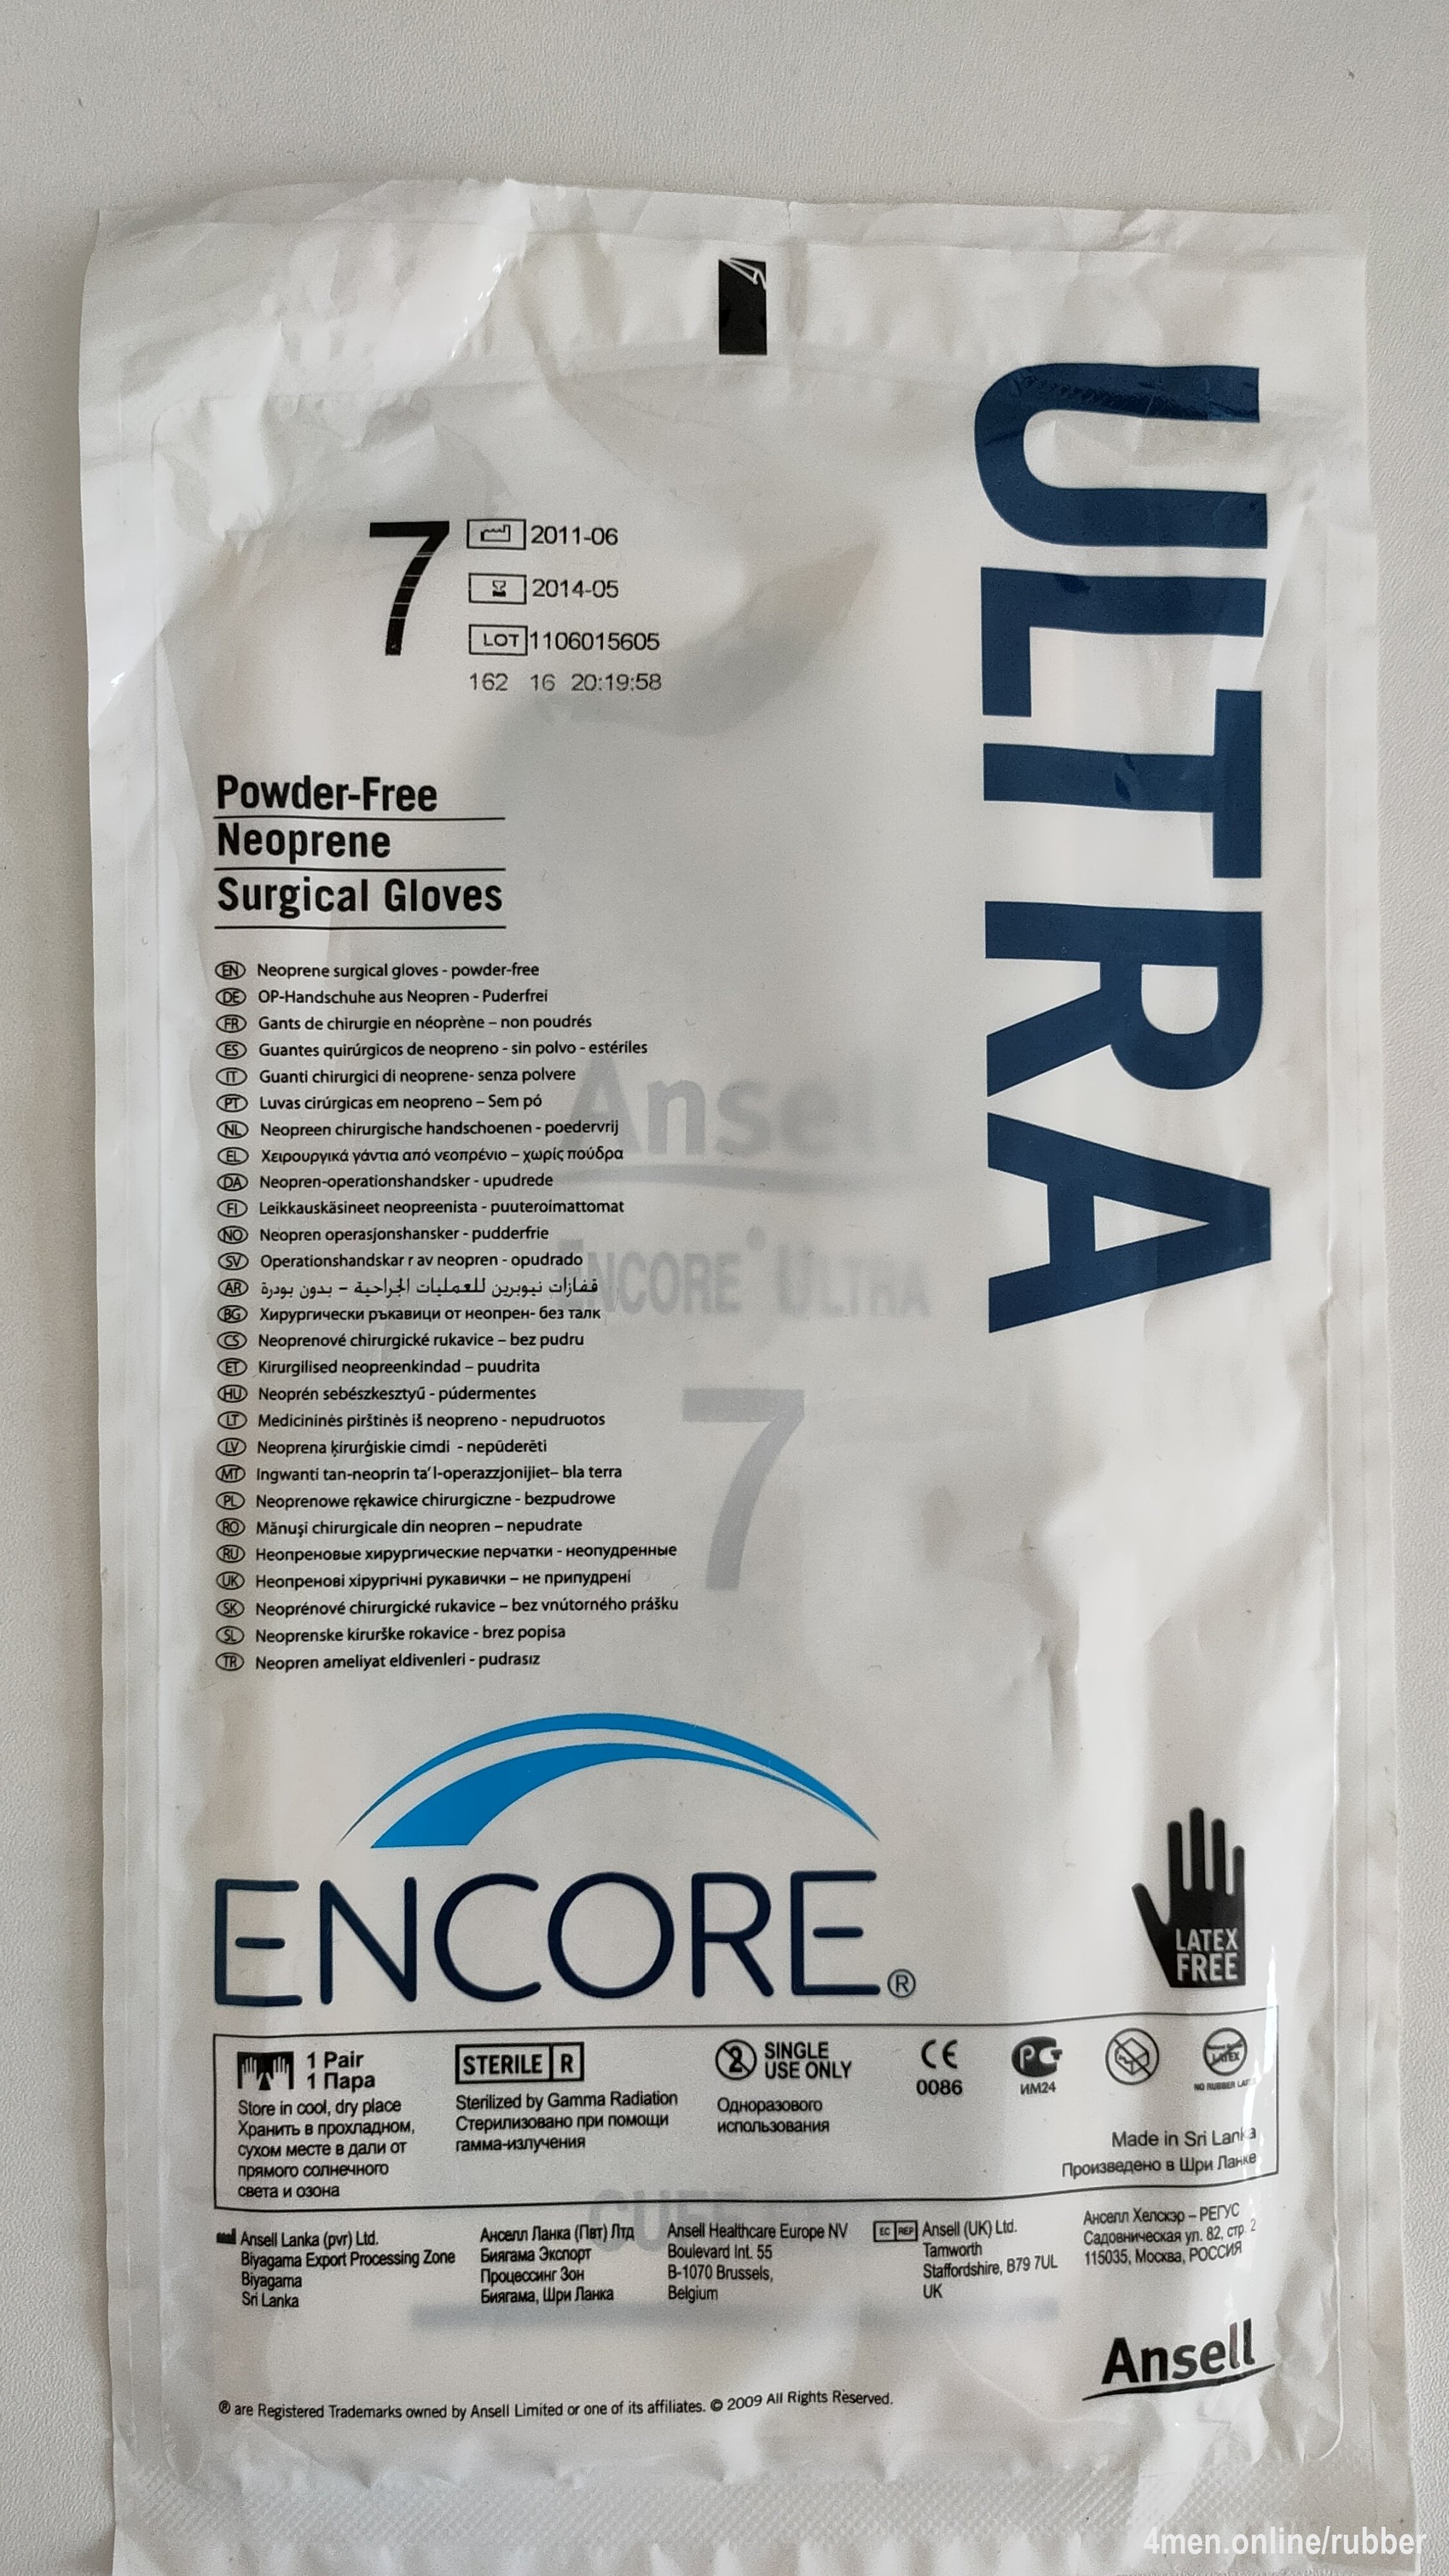 ULTRA
7
2011-06
2014-05
LOT 1106015605
162 16 20:19:58
Powder-Free
Neoprene
Surgical Gloves
EN Neoprene surgical gloves - powder-free
DE OP-Handschuhe aus Neopren - Puderfrei
FR Gants de chirurgie en néoprène – non poudrés
ES Guantes quirúrgicos de neopreno - sin polvo - estériles
IT Guanti chirurgici di neoprene- senza polvere
PT Luvas cirúrgicas em neopreno – Sem pó
NL Neopreen chirurgische handschoenen - poedervrij
EL Χειρουργικά γάντια από νεοπρένιο – χωρίς πούδρα
DA Neopren-operationshandsker - upudrede
FI Leikkauskäsineet neopreenista - puuteroimattomat
NO Neopren operasjonshansker - pudderfrie
SV Operationshandskar r av neopren - opudrado
AR قفازات نيوبرين للعمليات الجراحية – بدون بودرة
BG Хирургически ръкавици от неопрен- без талк
CS Neoprenové chirurgické rukavice – bez pudru
ET Kirurgilised neopreenkindad – puudrita
HU Neoprén sebészkesztyű - púdermentes
LT Medicininės pirštinės iš neopreno - nepudruotos
LV Neoprena ķirurģiskie cimdi - nepūderēti
MT Ingwanti tan-neoprin ta' l-operazzjonijiet– bla terra
PL Neoprenowe rękawice chirurgiczne - bezpudrowe
RO Mănuşi chirurgicale din neopren – nepudrate
RU Неопреновые хирургические перчатки - неопудренные
UK Неопренові хірургічні рукавички – не припудрені
SK Neoprénové chirurgické rukavice – bez vnútorného prášku
SL Neoprenske kirurške rokavice - brez popisa
TR Neopren ameliyat eldivenleri - pudrasız
Anse
ENCORE ULTRA
7
ENCORE®
LATEX
FREE
1 Pair
1 Пара
Store in cool, dry place
Хранить в прохладном,
сухом месте в дали от
прямого солнечного
света и озона
STERILE R
Sterilized by Gamma Radiation
Стерилизовано при помощи
гамма-излучения
2 SINGLE
USE ONLY
Одноразового
использования
CE
0086
РСТ
ИМ24
LATEX
NO RUBBER
Made in Sri Lanka
Произведено в Шри Ланке
Ansell Lanka (pvr) Ltd.
Biyagama Export Processing Zone
Biyagama
Sri Lanka
Анселл Ланка (Пвт) Лтд
Биягама Экспорт
Процессинг Зон
Биягама, Шри Ланка
Ansell Healthcare Europe NV
Boulevard Int. 55
B-1070 Brussels,
Belgium
EC REP Ansell (UK) Ltd.
Tamworth
Staffordshire, B79 7UL
UK
Анселл Хелскэр – РЕГУС
Садовническая ул. 82, стр. 2
115035, Москва, РОССИЯ
Ansell
® are Registered Trademarks owned by Ansell Limited or one of its affiliates. © 2009 All Rights Reserved.
4men.online/rubber